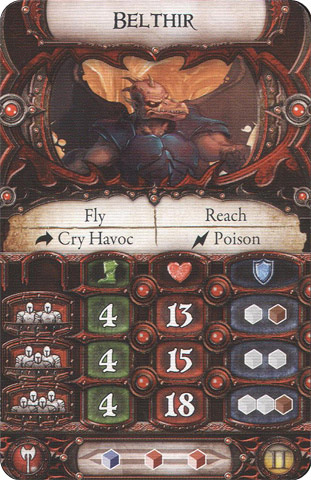 BELTHIR
Fly Reach
Cry Havoc Poison
4 13
4 15
4 18
II